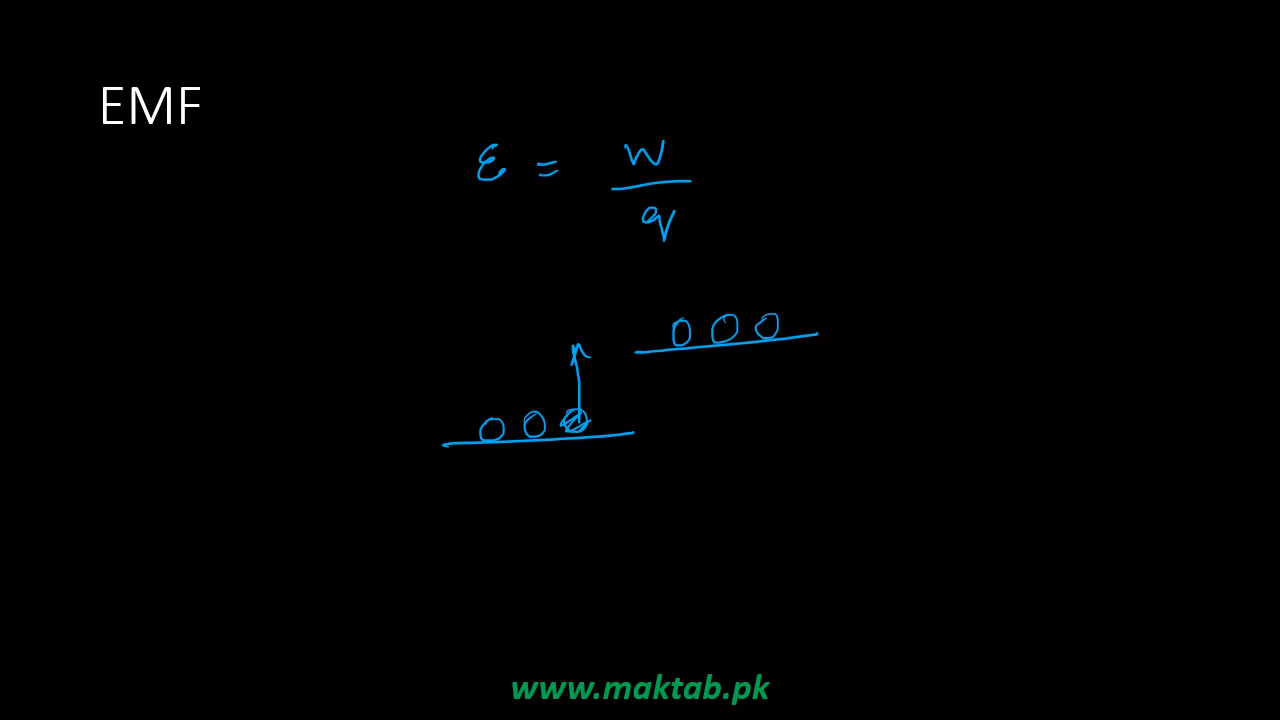 EMF
ε = W / q
www.maktab.pk